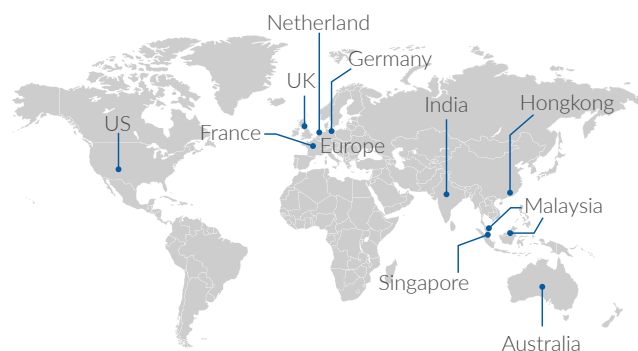 Netherland
Germany
UK
India
Hongkong
US
France
Europe
Malaysia
Singapore
Australia